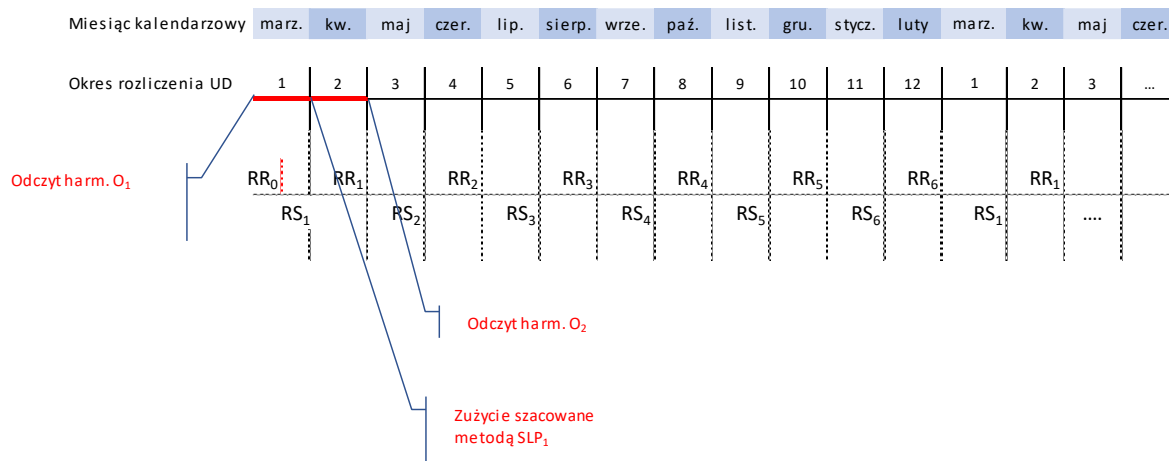 Miesiąc kalendarzowy marz. kw. maj czer. lip. sierp. wrze. paź. list. gru. stycz. luty marz. kw. maj czer.
Okres rozliczenia UD 1 2 3 4 5 6 7 8 9 10 11 12 1 2 3 ...
Odczyt harm. O₁ RR₀ RR₁ RR₂ RR₃ RR₄ RR₅ RR₆ RR₁
RS₁ RS₂ RS₃ RS₄ RS₅ RS₆ RS₁ ....
Odczyt harm. O₂
Zużycie szacowane
metodą SLP₁